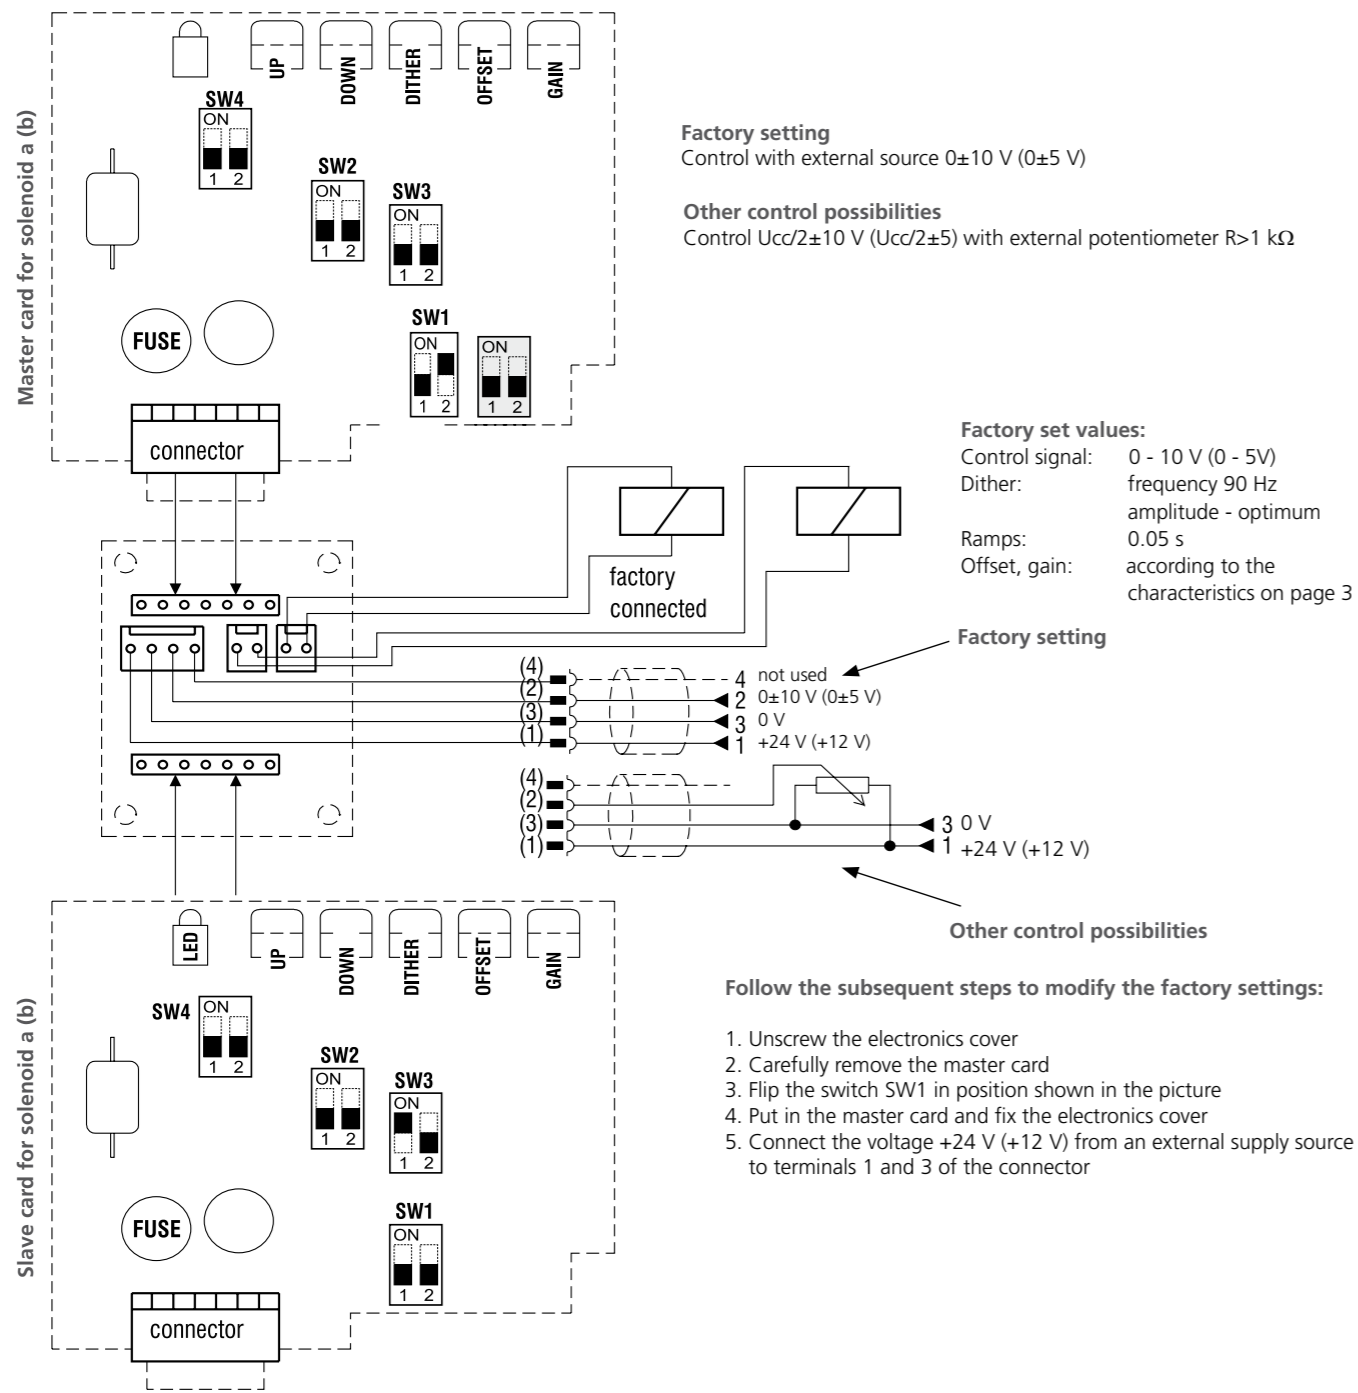 Master card for solenoid a (b)
UP
DOWN
DITHER
OFFSET
GAIN
SW4
ON
1 2
SW2
ON
1 2
SW3
ON
1 2
SW1
ON
1 2
ON
1 2
FUSE
connector
Factory setting
Control with external source 0±10 V (0±5 V)
Other control possibilities
Control Ucc/2±10 V (Ucc/2±5) with external potentiometer R>1 kΩ
Factory set values:
Control signal: 0 - 10 V (0 - 5V)
Dither: frequency 90 Hz
amplitude - optimum
Ramps: 0.05 s
Offset, gain: according to the
characteristics on page 3
factory
connected
Factory setting
(4) 4 not used
(2) 2 0±10 V (0±5 V)
(3) 3 0 V
(1) 1 +24 V (+12 V)
(4)
(2)
(3) 3 0 V
(1) 1 +24 V (+12 V)
Other control possibilities
Follow the subsequent steps to modify the factory settings:
1. Unscrew the electronics cover
2. Carefully remove the master card
3. Flip the switch SW1 in position shown in the picture
4. Put in the master card and fix the electronics cover
5. Connect the voltage +24 V (+12 V) from an external supply source
to terminals 1 and 3 of the connector
Slave card for solenoid a (b)
LED
UP
DOWN
DITHER
OFFSET
GAIN
SW4
ON
1 2
SW2
ON
1 2
SW3
ON
1 2
SW1
ON
1 2
FUSE
connector